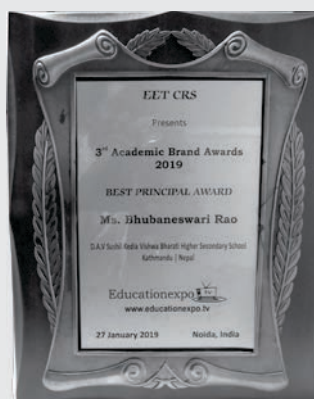 EET CRS
Presents
3rd Academic Brand Awards
2019
BEST PRINCIPAL AWARD
Ms. Bhubaneswari Rao
D.A.V Sushil Kedia Vishwa Bharati Higher Secondary School
Kathmandu | Nepal
Educationexpo TV
www.educationexpo.tv
27 January 2019 Noida, India